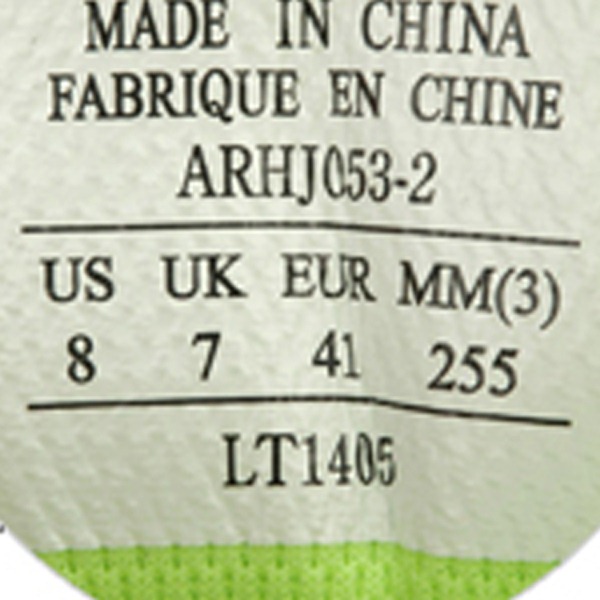 MADE IN CHINA
FABRIQUE EN CHINE
ARHJ053-2
US UK EUR MM(3)
8 7 41 255
LT1405